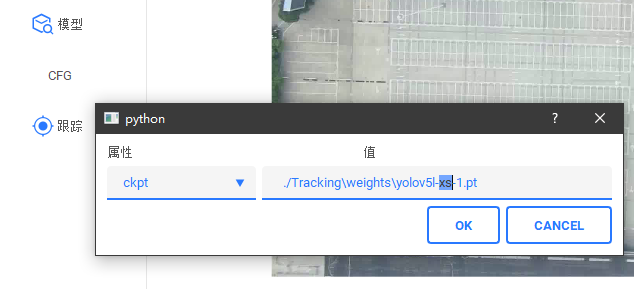 模型
CFG
跟踪
python
属性 值
ckpt ./Tracking\weights\yolov5l-xs-1.pt
OK CANCEL